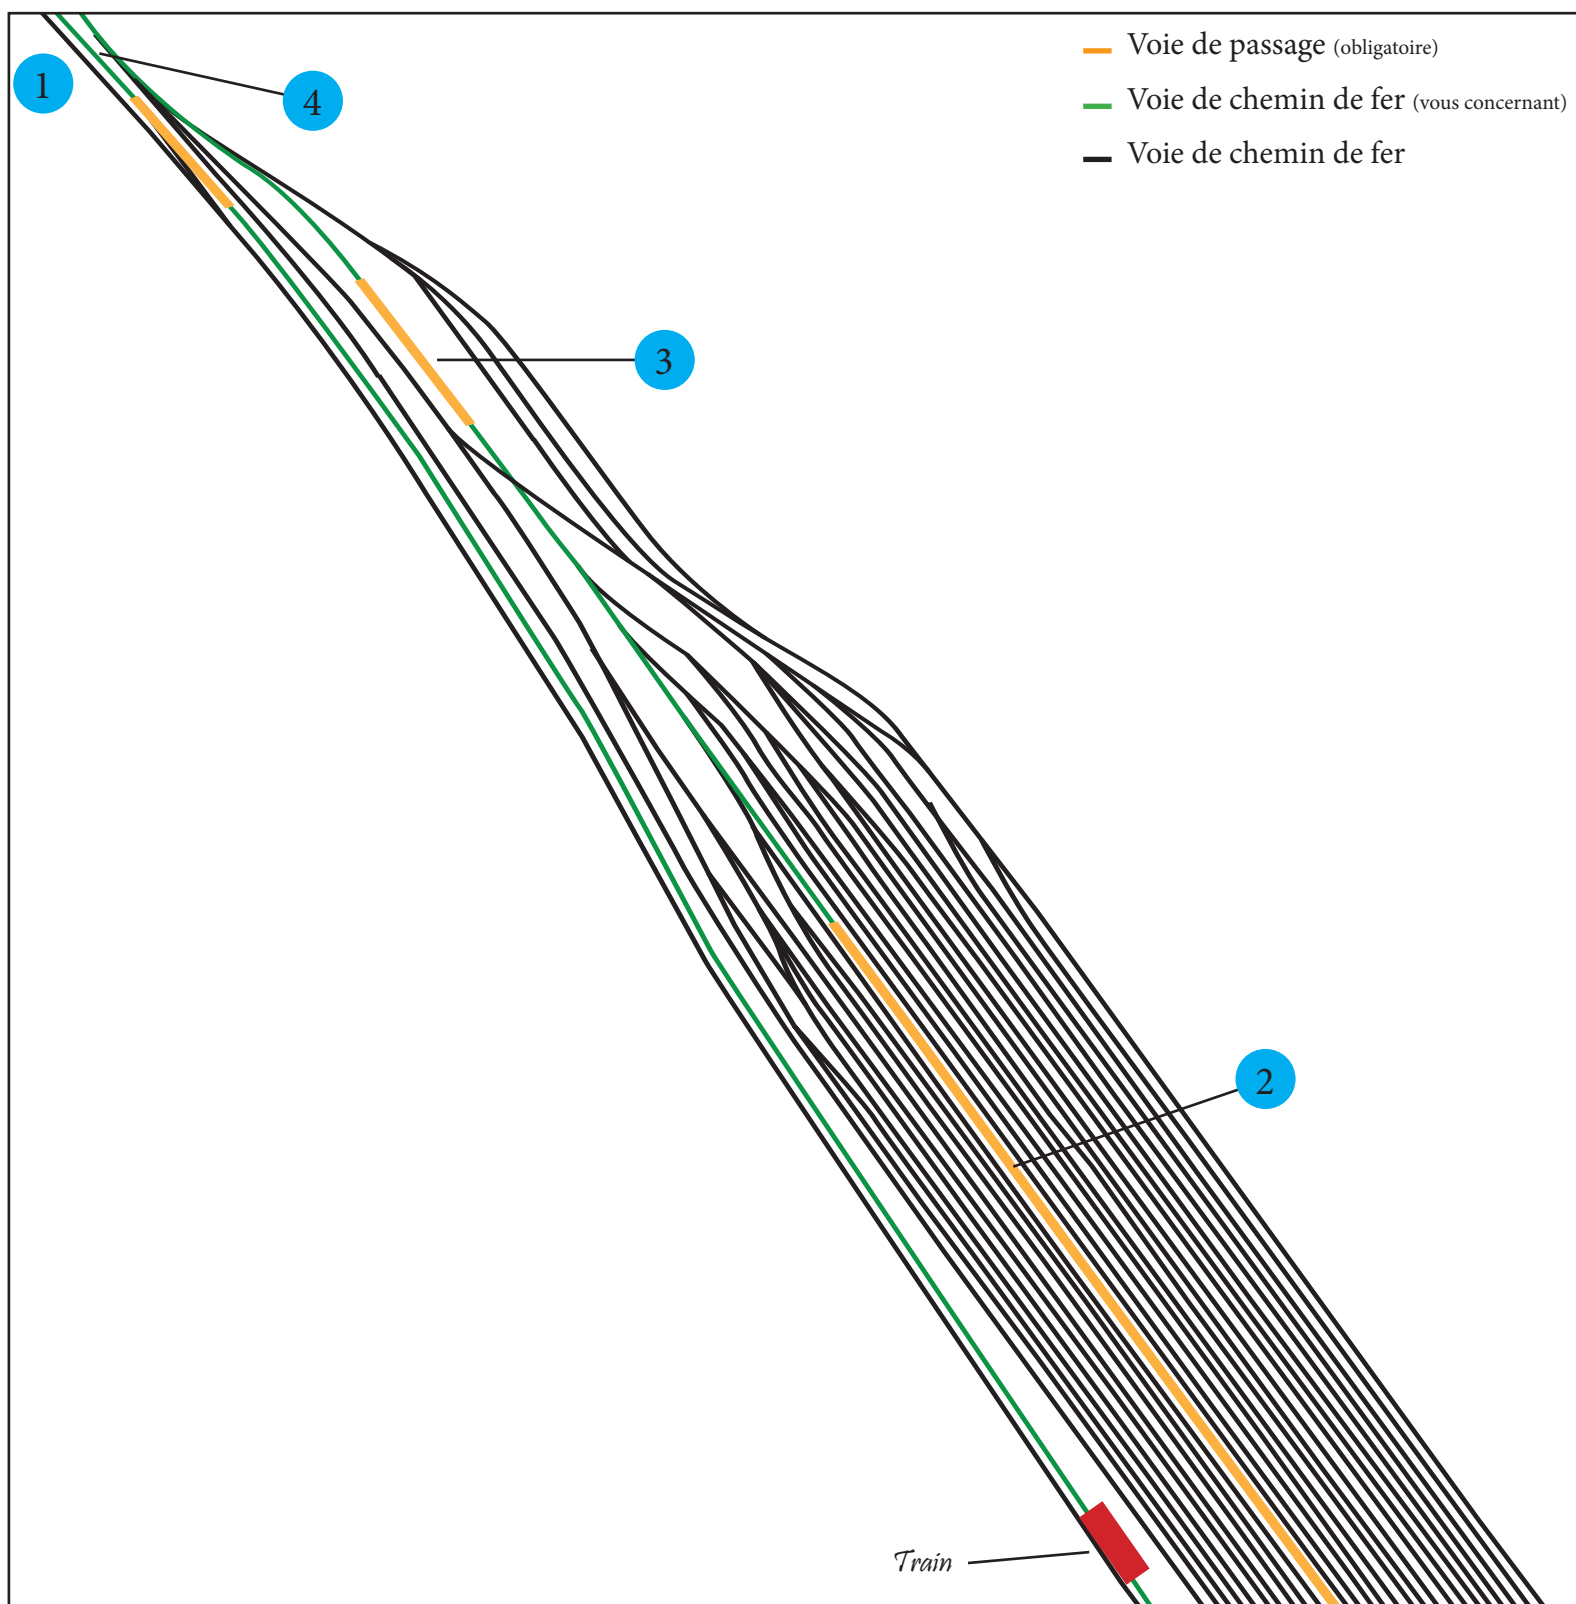 Voie de passage (obligatoire)
Voie de chemin de fer (vous concernant)
Voie de chemin de fer
1
4
3
2
Train